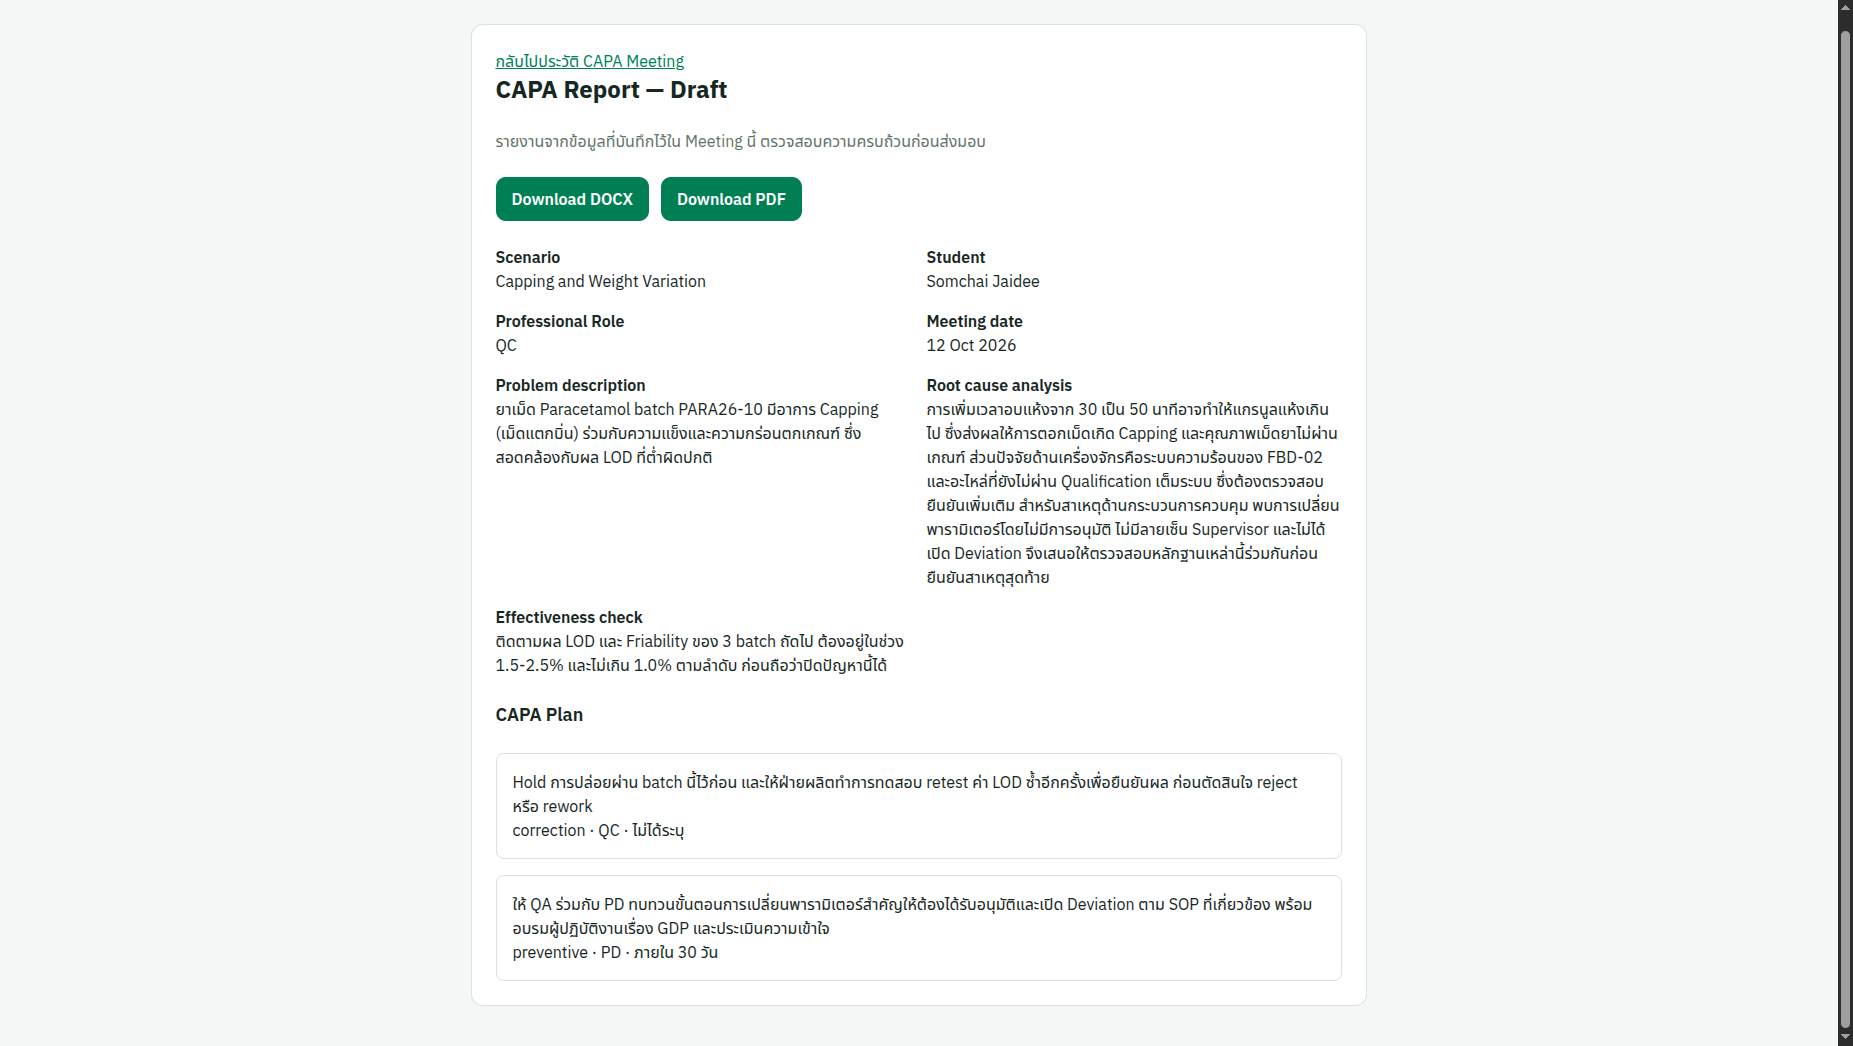 กลับไปประวัติ CAPA Meeting
CAPA Report — Draft
รายงานจากข้อมูลที่บันทึกไว้ใน Meeting นี้ ตรวจสอบความครบถ้วนก่อนส่งมอบ
Download DOCX
Download PDF
Scenario
Capping and Weight Variation
Student
Somchai Jaidee
Professional Role
QC
Meeting date
12 Oct 2026
Problem description
ยาเม็ด Paracetamol batch PARA26-10 มีอาการ Capping
(เม็ดแตกบิ่น) ร่วมกับความแข็งและความกร่อนตกเกณฑ์ ซึ่ง
สอดคล้องกับผล LOD ที่ต่ำผิดปกติ
Root cause analysis
การเพิ่มเวลาอบแห้งจาก 30 เป็น 50 นาทีอาจทำให้แกรนูลแห้งเกิน
ไป ซึ่งส่งผลให้การตอกเม็ดเกิด Capping และคุณภาพเม็ดยาไม่ผ่าน
เกณฑ์ ส่วนปัจจัยด้านเครื่องจักรคือระบบความร้อนของ FBD-02
และอะไหล่ที่ยังไม่ผ่าน Qualification เต็มระบบ ซึ่งต้องตรวจสอบ
ยืนยันเพิ่มเติม สำหรับสาเหตุด้านกระบวนการควบคุม พบการเปลี่ยน
พารามิเตอร์โดยไม่มีการอนุมัติ ไม่มีลายเซ็น Supervisor และไม่ได้
เปิด Deviation จึงเสนอให้ตรวจสอบหลักฐานเหล่านี้ร่วมกันก่อน
ยืนยันสาเหตุสุดท้าย
Effectiveness check
ติดตามผล LOD และ Friability ของ 3 batch ถัดไป ต้องอยู่ในช่วง
1.5-2.5% และไม่เกิน 1.0% ตามลำดับ ก่อนถือว่าปิดปัญหานี้ได้
CAPA Plan
Hold การปล่อยผ่าน batch นี้ไว้ก่อน และให้ฝ่ายผลิตทำการทดสอบ retest ค่า LOD ซ้ำอีกครั้งเพื่อยืนยันผล ก่อนตัดสินใจ reject
หรือ rework
correction · QC · ไม่ได้ระบุ
ให้ QA ร่วมกับ PD ทบทวนขั้นตอนการเปลี่ยนพารามิเตอร์สำคัญให้ต้องได้รับอนุมัติและเปิด Deviation ตาม SOP ที่เกี่ยวข้อง พร้อม
อบรมผู้ปฏิบัติงานเรื่อง GDP และประเมินความเข้าใจ
preventive · PD · ภายใน 30 วัน